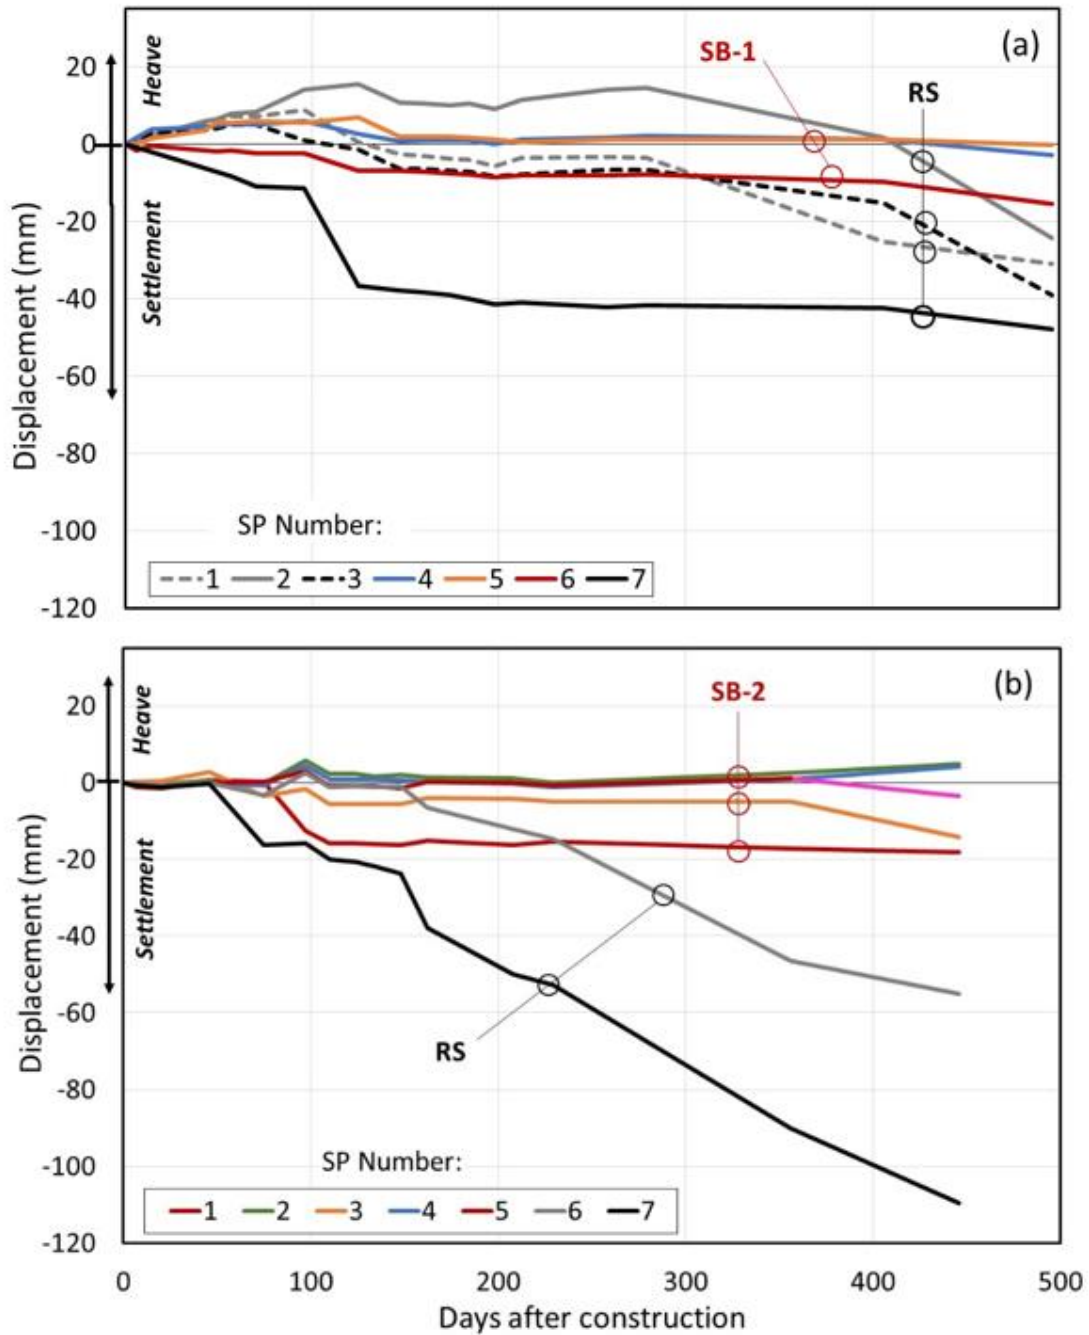 (a)
SB-1
RS
Heave
Settlement
Displacement (mm)
20
0
-20
-40
-60
-80
-100
-120
SP Number:
1 2 3 4 5 6 7
(b)
SB-2
RS
Heave
Settlement
Displacement (mm)
20
0
-20
-40
-60
-80
-100
-120
SP Number:
1 2 3 4 5 6 7
0 100 200 300 400 500
Days after construction